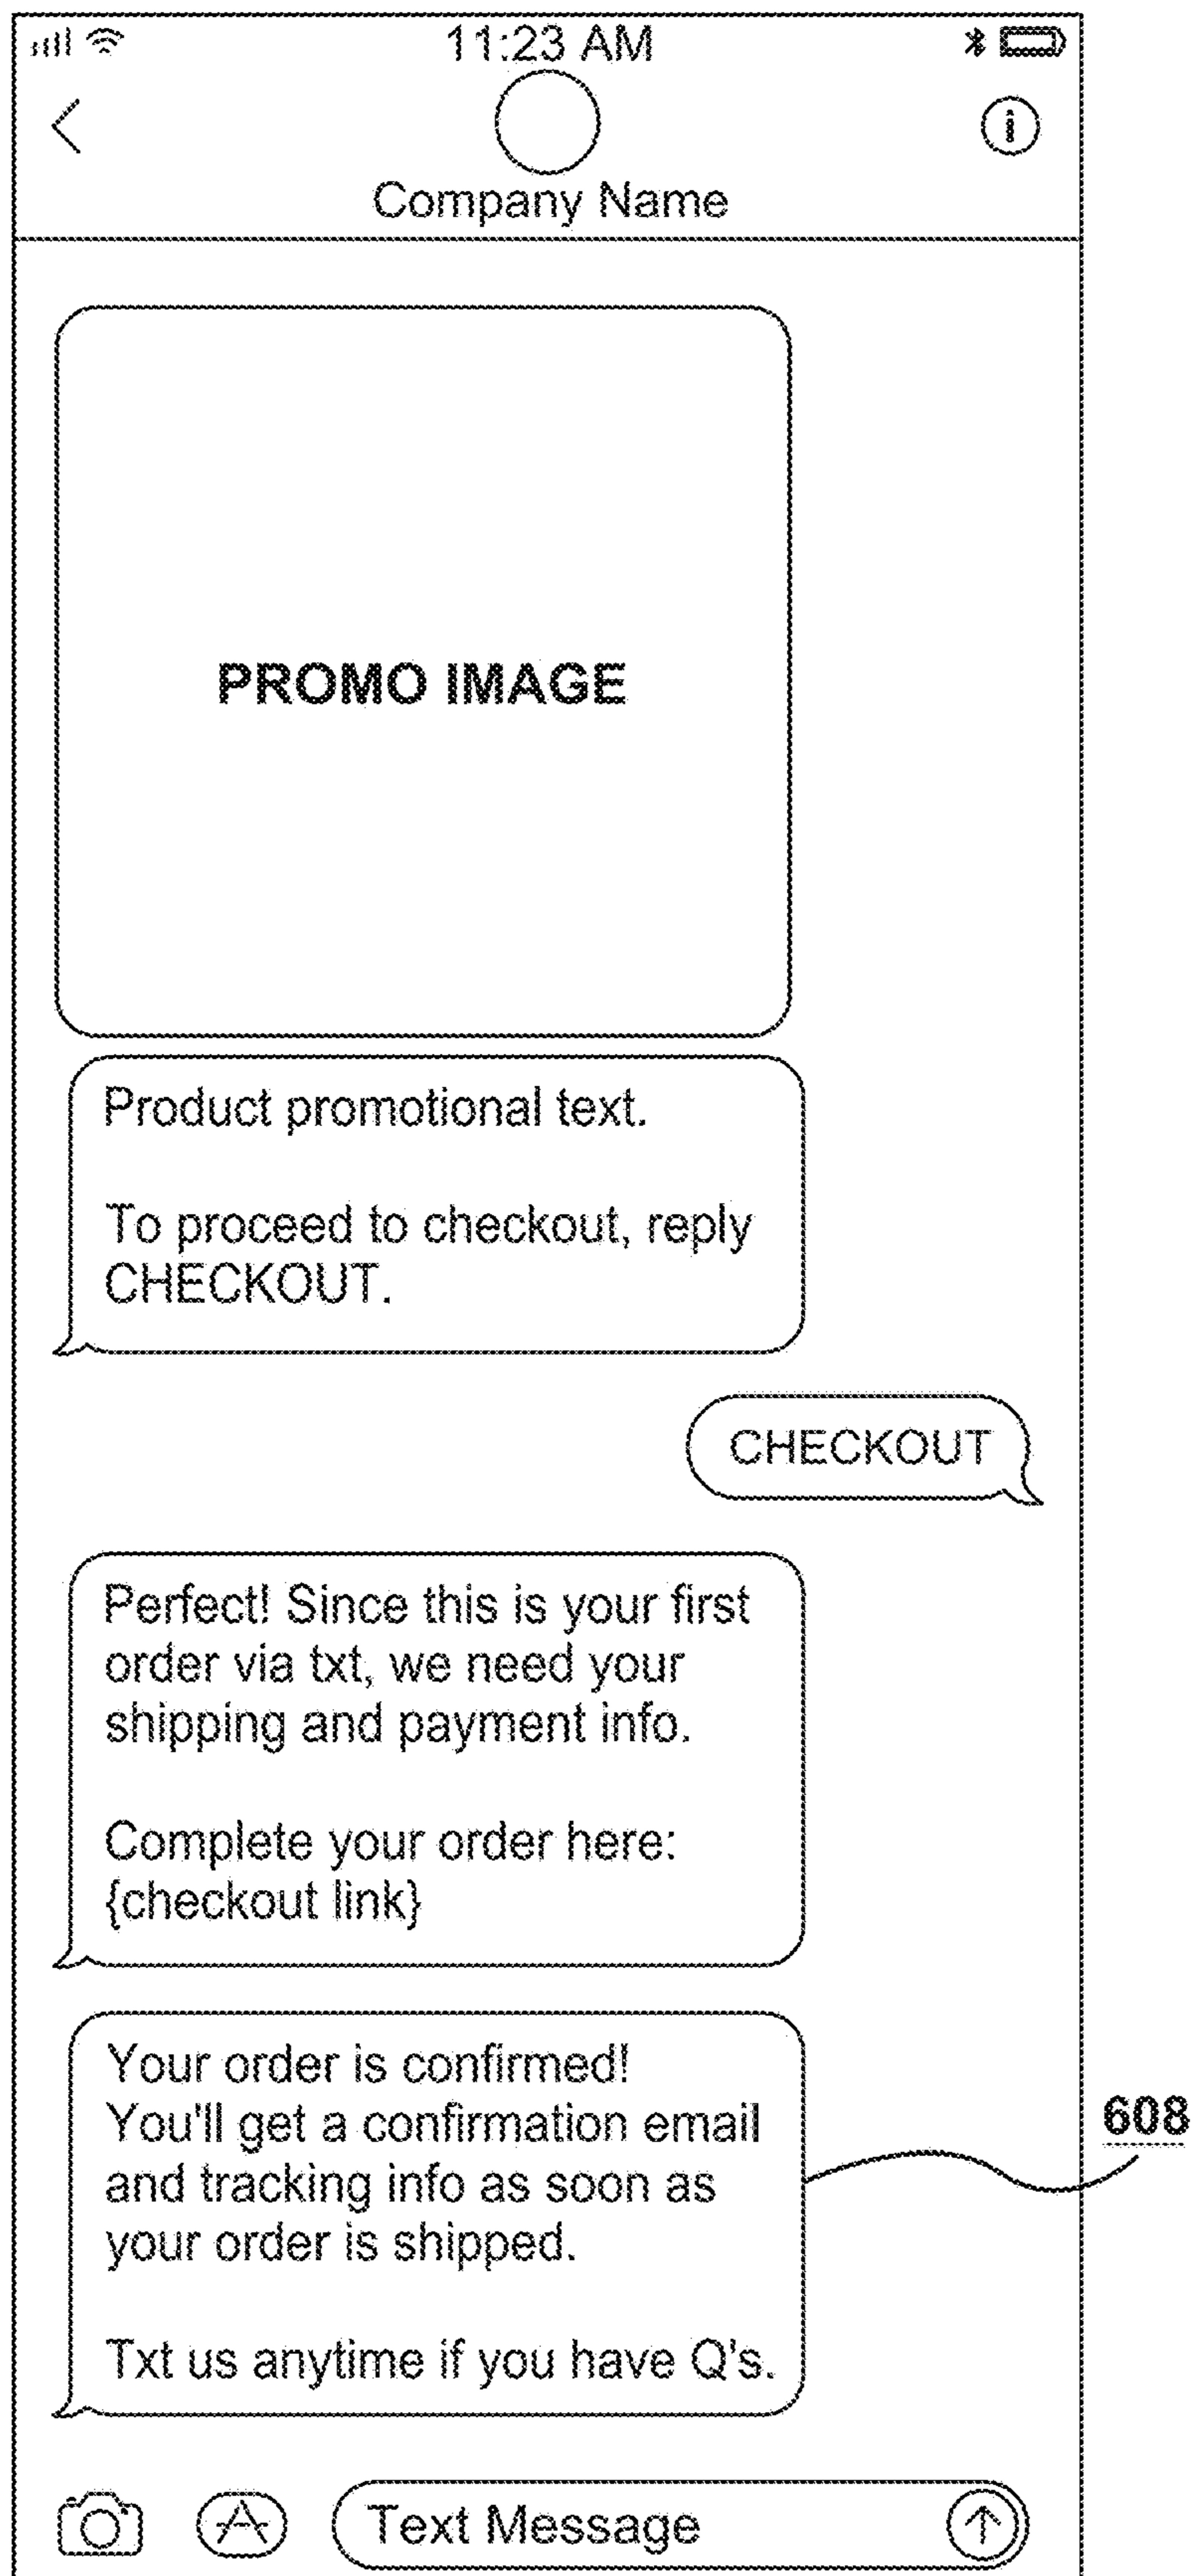 11:23 AM
Company Name
PROMO IMAGE
Product promotional text.
To proceed to checkout, reply
CHECKOUT.
CHECKOUT
Perfect! Since this is your first
order via txt, we need your
shipping and payment info.
Complete your order here:
{checkout link}
Your order is confirmed!
You'll get a confirmation email
and tracking info as soon as
your order is shipped.
Txt us anytime if you have Q's.
608
Text Message